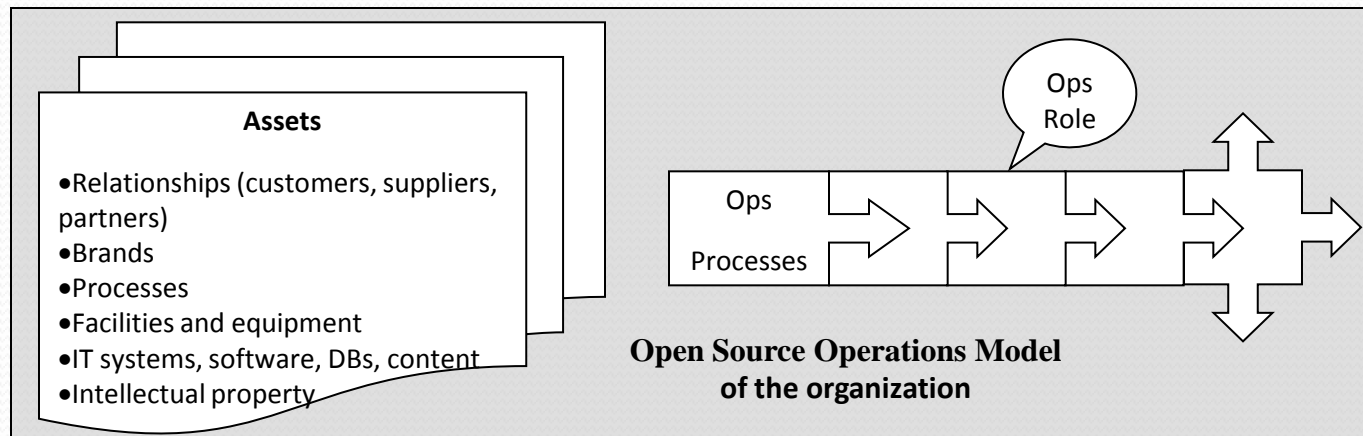 Assets
•Relationships (customers, suppliers,
partners)
•Brands
•Processes
•Facilities and equipment
•IT systems, software, DBs, content
•Intellectual property
Ops
Role
Ops
Processes
Open Source Operations Model
of the organization